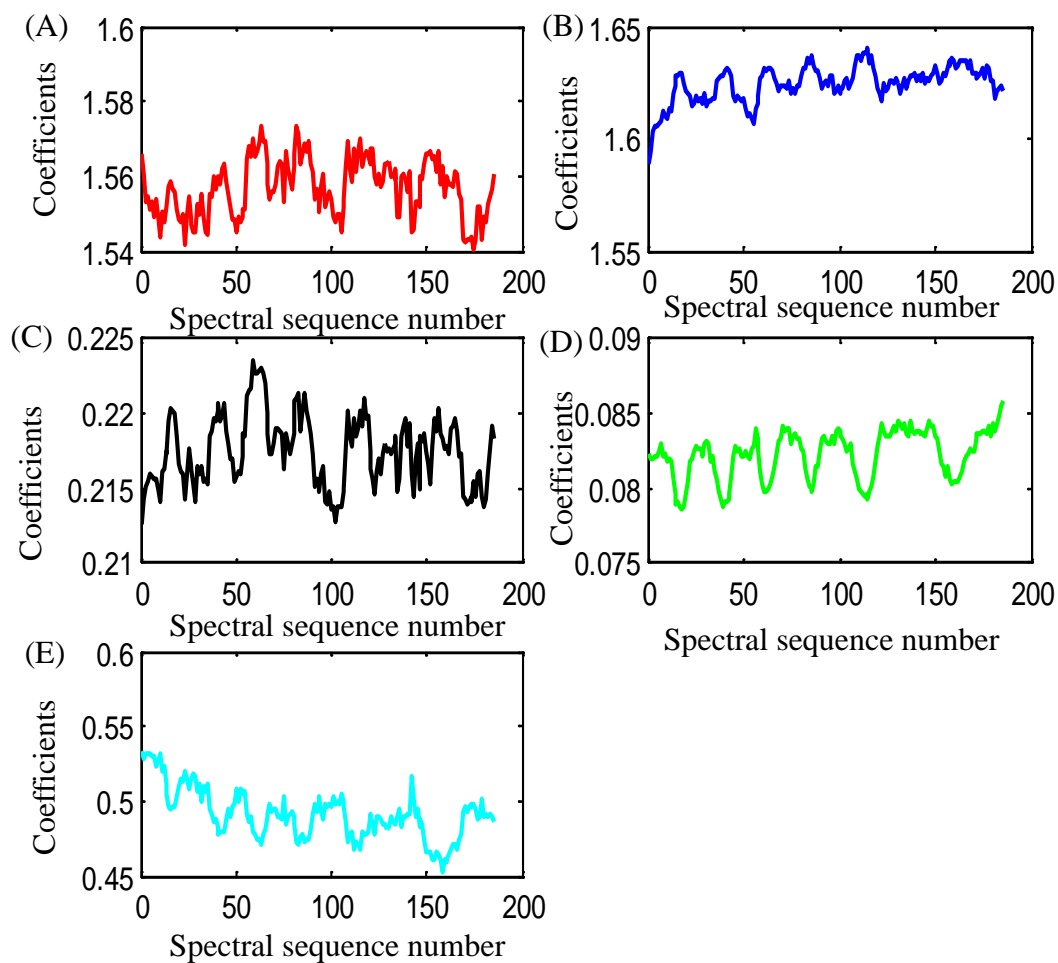 (A)
1.6
1.58
1.56
1.54
Coefficients
0 50 100 150 200
Spectral sequence number
(B)
1.65
1.6
1.55
Coefficients
0 50 100 150 200
Spectral sequence number
(C)
0.225
0.22
0.215
0.21
Coefficients
0 50 100 150 200
Spectral sequence number
(D)
0.09
0.085
0.08
0.075
Coefficients
0 50 100 150 200
Spectral sequence number
(E)
0.6
0.55
0.5
0.45
Coefficients
0 50 100 150 200
Spectral sequence number